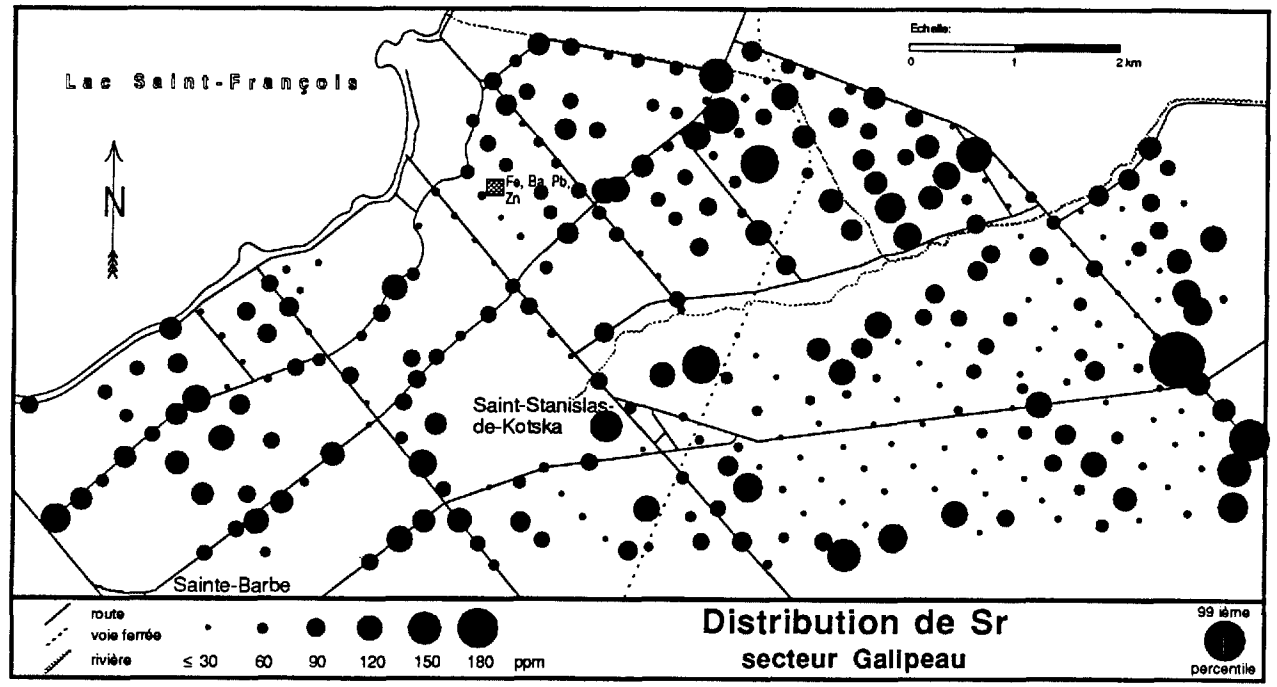 Echelle:
0 1 2 km
Lac Saint-François
N
Fe, Ba, Pb,
Zn
Saint-Stanislas-
de-Kotska
Sainte-Barbe
route
voie ferrée
rivière
≤ 30 60 90 120 150 180 ppm
Distribution de Sr
secteur Galipeau
99 ième
percentile